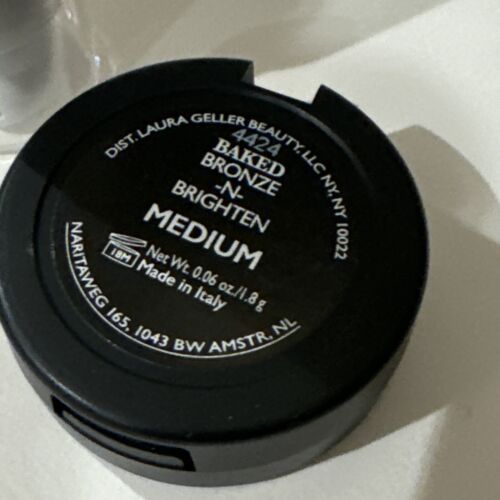 DIST. LAURA GELLER BEAUTY, LLC NY, NY 10022
4424
BAKED
BRONZE
-N-
BRIGHTEN
MEDIUM
18M
Net Wt. 0.06 oz./1.8 g
Made in Italy
NARITAWEG 165, 1043 BW AMSTR, NL